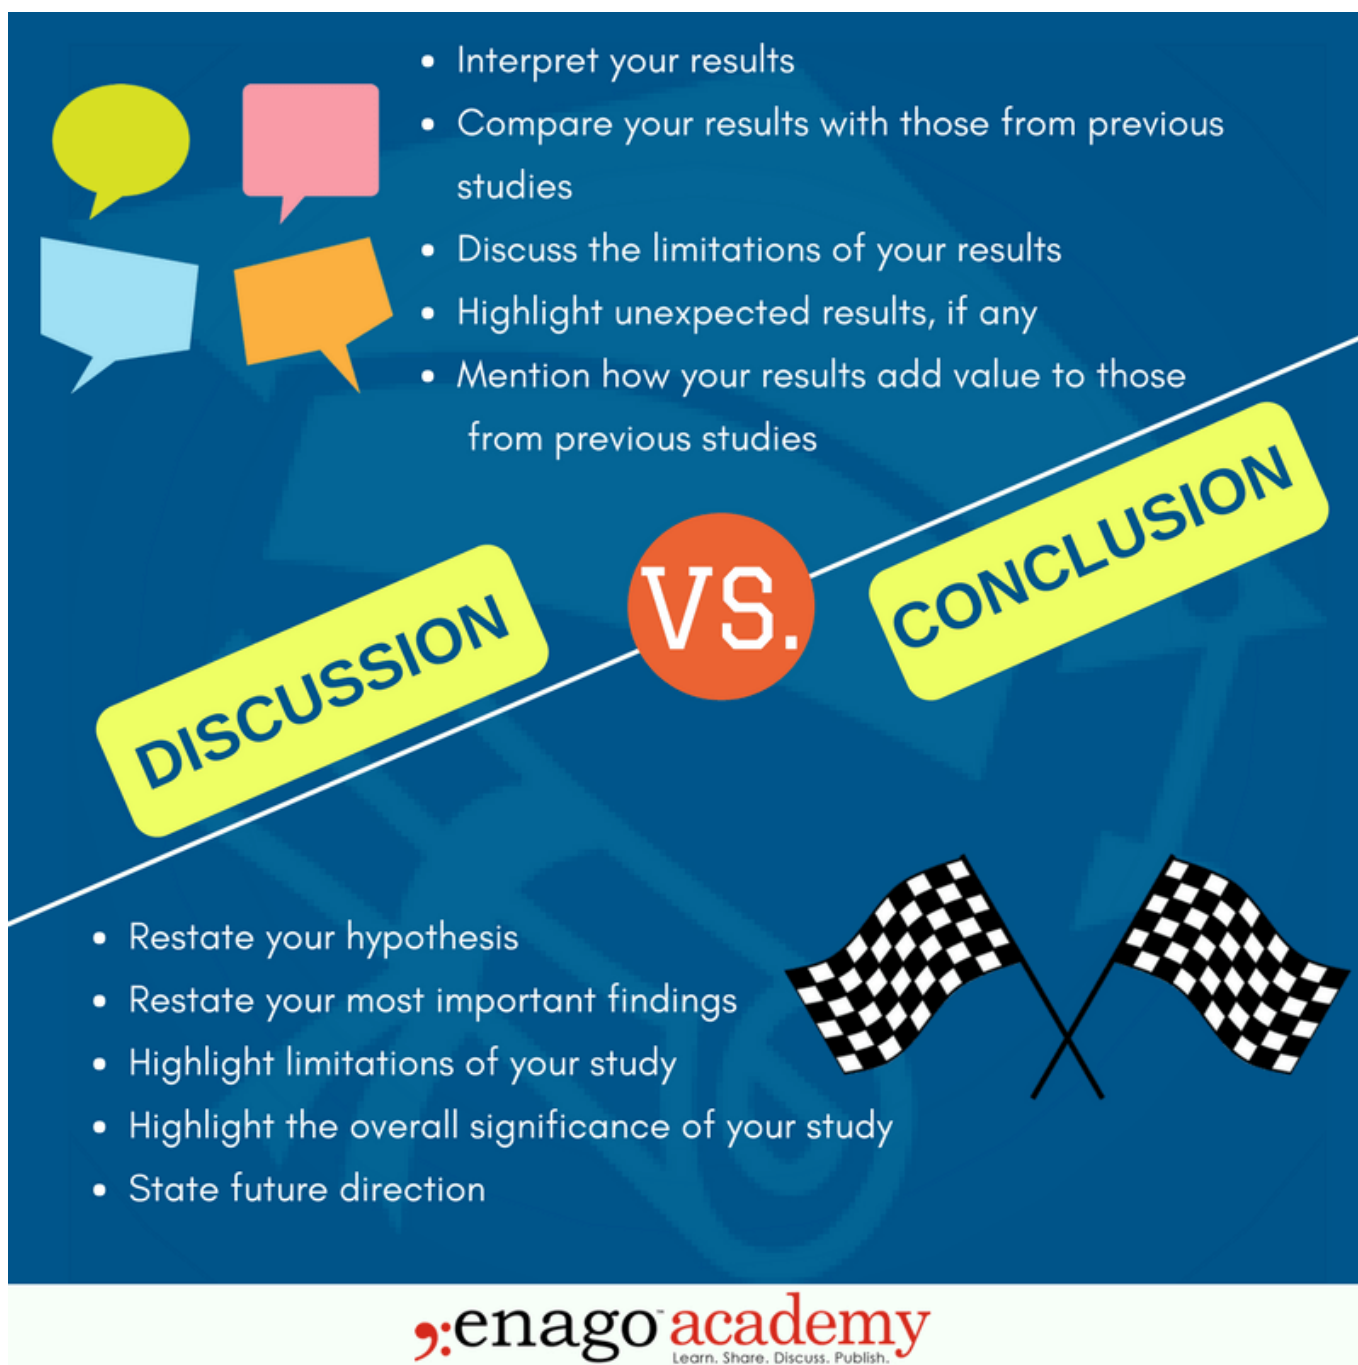 • Interpret your results
• Compare your results with those from previous
studies
• Discuss the limitations of your results
• Highlight unexpected results, if any
• Mention how your results add value to those
from previous studies
DISCUSSION
VS.
CONCLUSION
• Restate your hypothesis
• Restate your most important findings
• Highlight limitations of your study
• Highlight the overall significance of your study
• State future direction
enago™ academy
Learn. Share. Discuss. Publish.